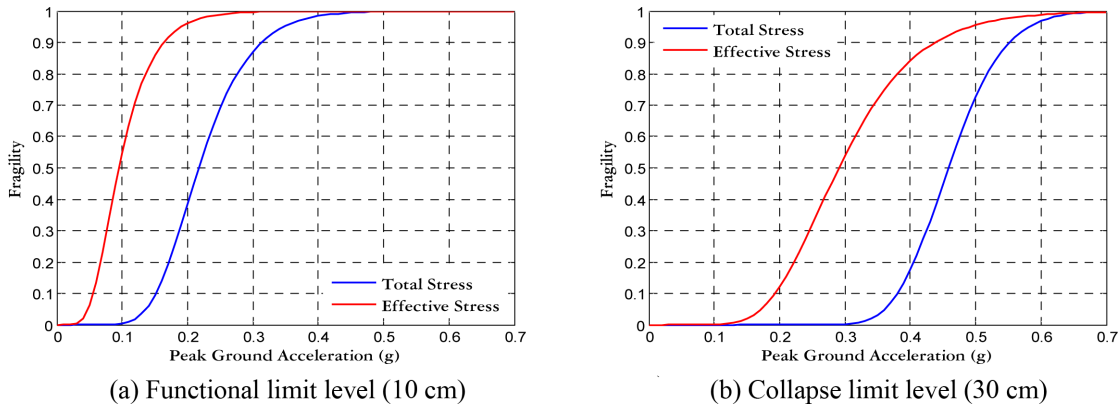 1
0.9
0.8
0.7
0.6
0.5
0.4
0.3
0.2
0.1
0
Fragility
Total Stress
Effective Stress
0 0.1 0.2 0.3 0.4 0.5 0.6 0.7
Peak Ground Acceleration (g)
(a) Functional limit level (10 cm)
1
0.9
0.8
0.7
0.6
0.5
0.4
0.3
0.2
0.1
0
Fragility
Total Stress
Effective Stress
0 0.1 0.2 0.3 0.4 0.5 0.6 0.7
Peak Ground Acceleration (g)
(b) Collapse limit level (30 cm)